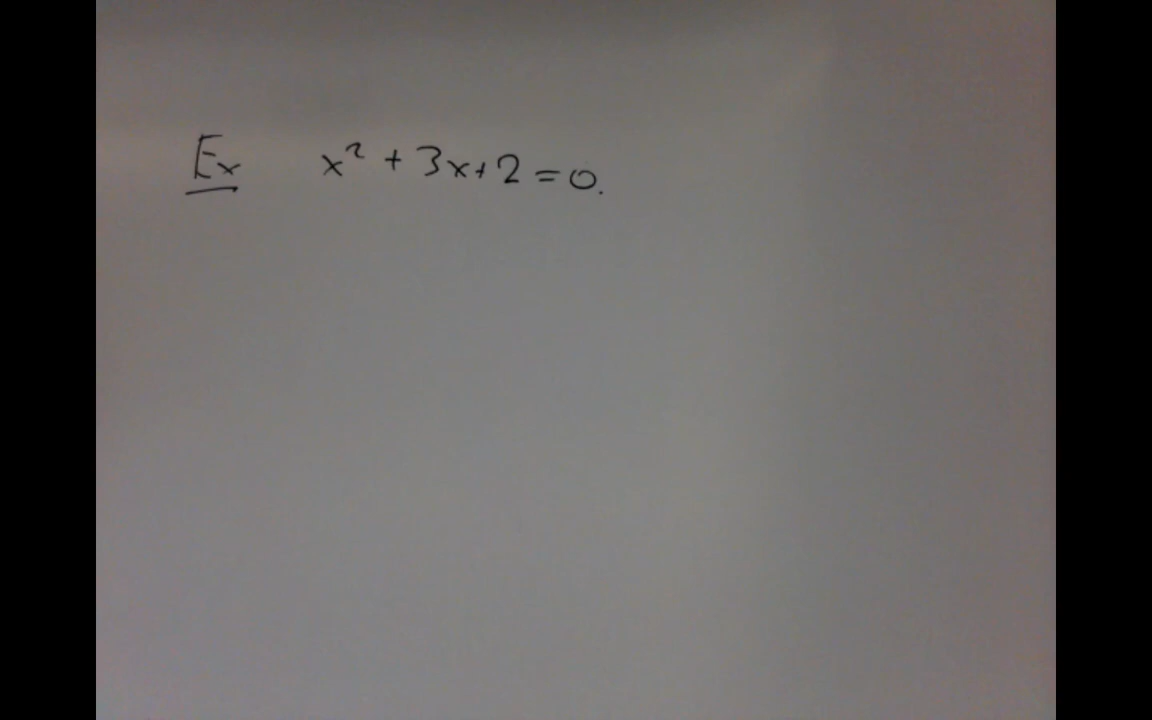 Ex x² + 3x+2 = 0.